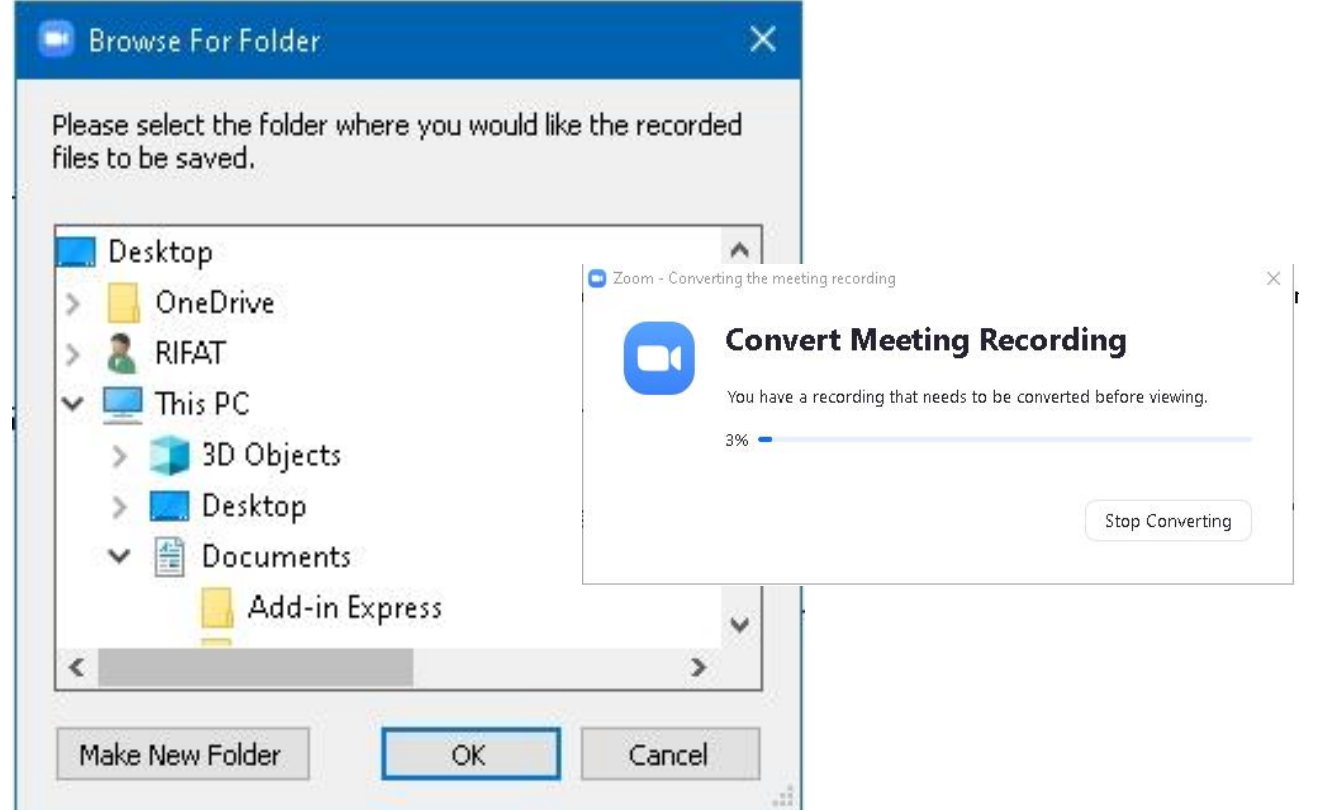 Browse For Folder
Please select the folder where you would like the recorded
files to be saved.
Desktop
OneDrive
RIFAT
This PC
3D Objects
Desktop
Documents
Add-in Express
Make New Folder
OK
Cancel
Zoom - Converting the meeting recording
Convert Meeting Recording
You have a recording that needs to be converted before viewing.
3%
Stop Converting